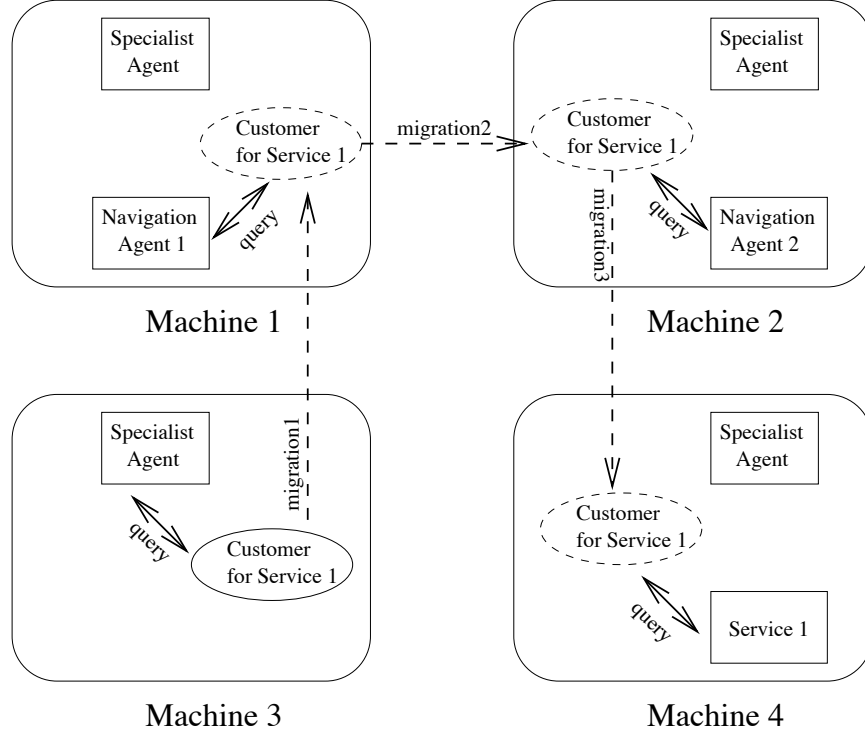 Specialist
Agent
Customer
for Service 1
Navigation
Agent 1
query
Machine 1
migration2
Specialist
Agent
Customer
for Service 1
query
Navigation
Agent 2
migration3
Machine 2
Specialist
Agent
migration1
query
Customer
for Service 1
Machine 3
Specialist
Agent
Customer
for Service 1
query
Service 1
Machine 4